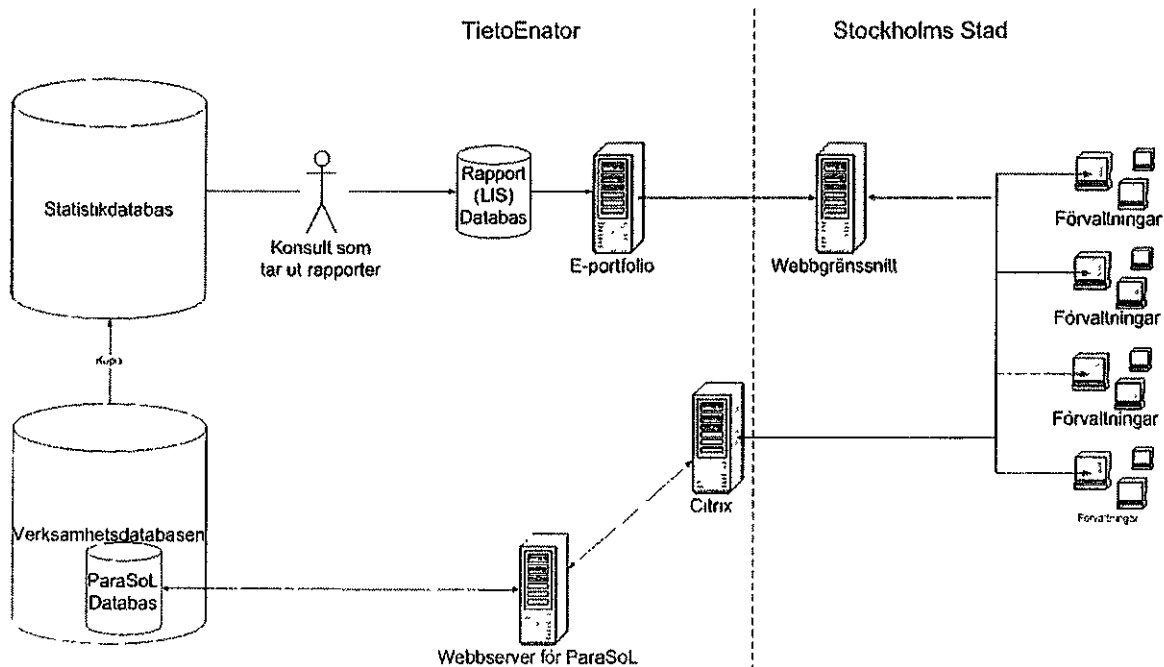 TietoEnator
Stockholms Stad
Statistikdatabas
Konsult som
tar ut rapporter
Rapport
(LIS)
Databas
E-portfolio
Webbgränssnitt
Förvaltningar
Förvaltningar
Förvaltningar
Förvaltningar
Kopia
Verksamhetsdatabasen
ParaSoL
Databas
Webbserver för ParaSoL
Citrix